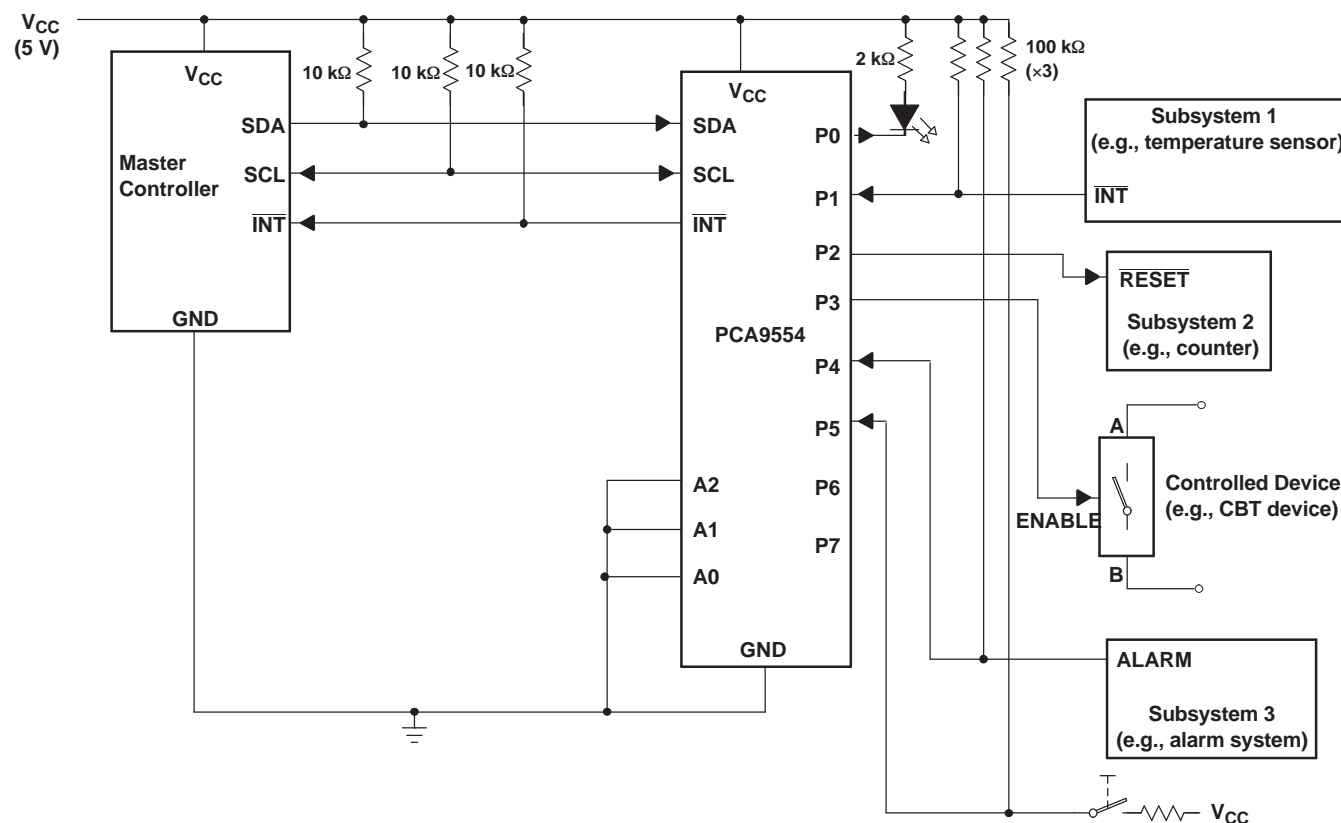 VCC
(5 V)
VCC
10 kΩ
10 kΩ
10 kΩ
VCC
2 kΩ
100 kΩ
(×3)
SDA
SCL
INT
Master
Controller
GND
SDA
SCL
INT
PCA9554
A2
A1
A0
GND
P0
P1
P2
P3
P4
P5
P6
P7
Subsystem 1
(e.g., temperature sensor)
INT
RESET
Subsystem 2
(e.g., counter)
A
Controlled Device
(e.g., CBT device)
ENABLE
B
ALARM
Subsystem 3
(e.g., alarm system)
VCC